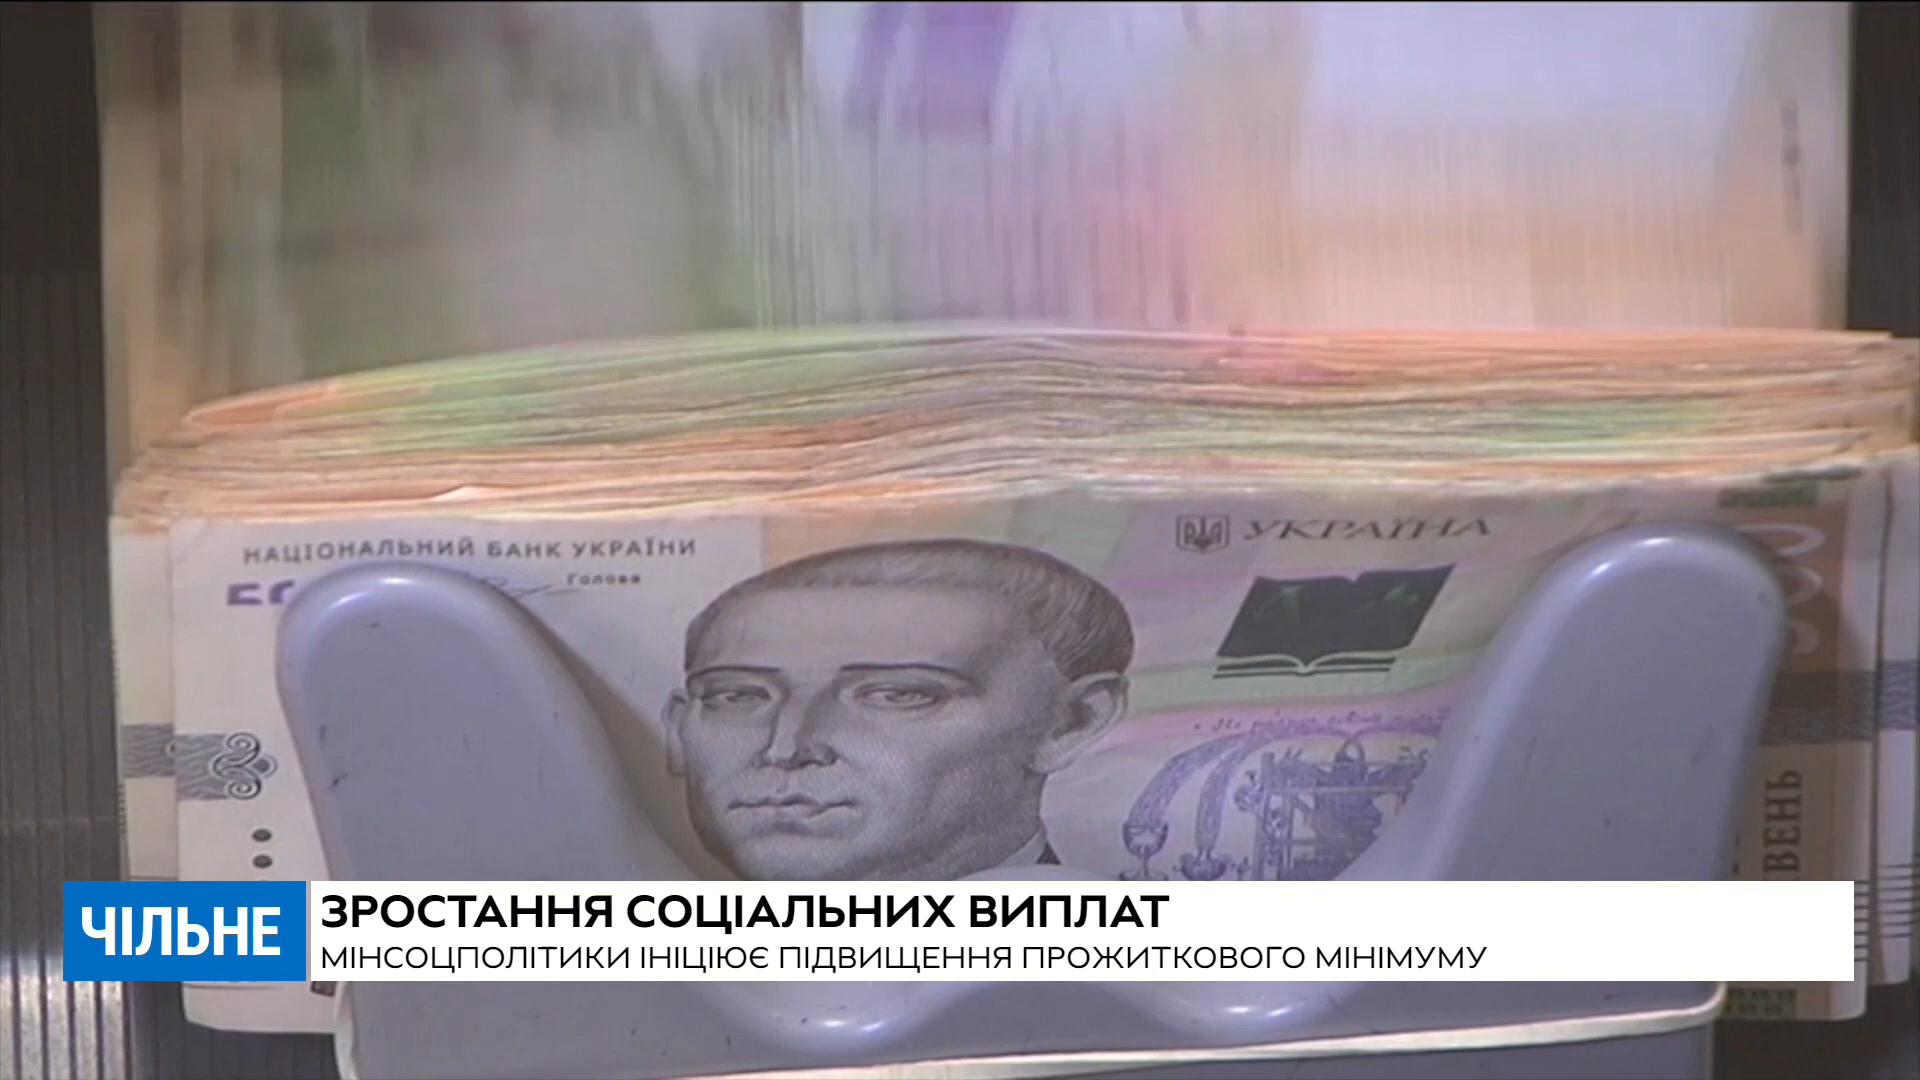 НАЦІОНАЛЬНИЙ БАНК УКРАЇНИ
Голова
УКРАЇНА
ЧІЛЬНЕ
ЗРОСТАННЯ СОЦІАЛЬНИХ ВИПЛАТ
МІНСОЦПОЛІТИКИ ІНІЦІЮЄ ПІДВИЩЕННЯ ПРОЖИТКОВОГО МІНІМУМУ